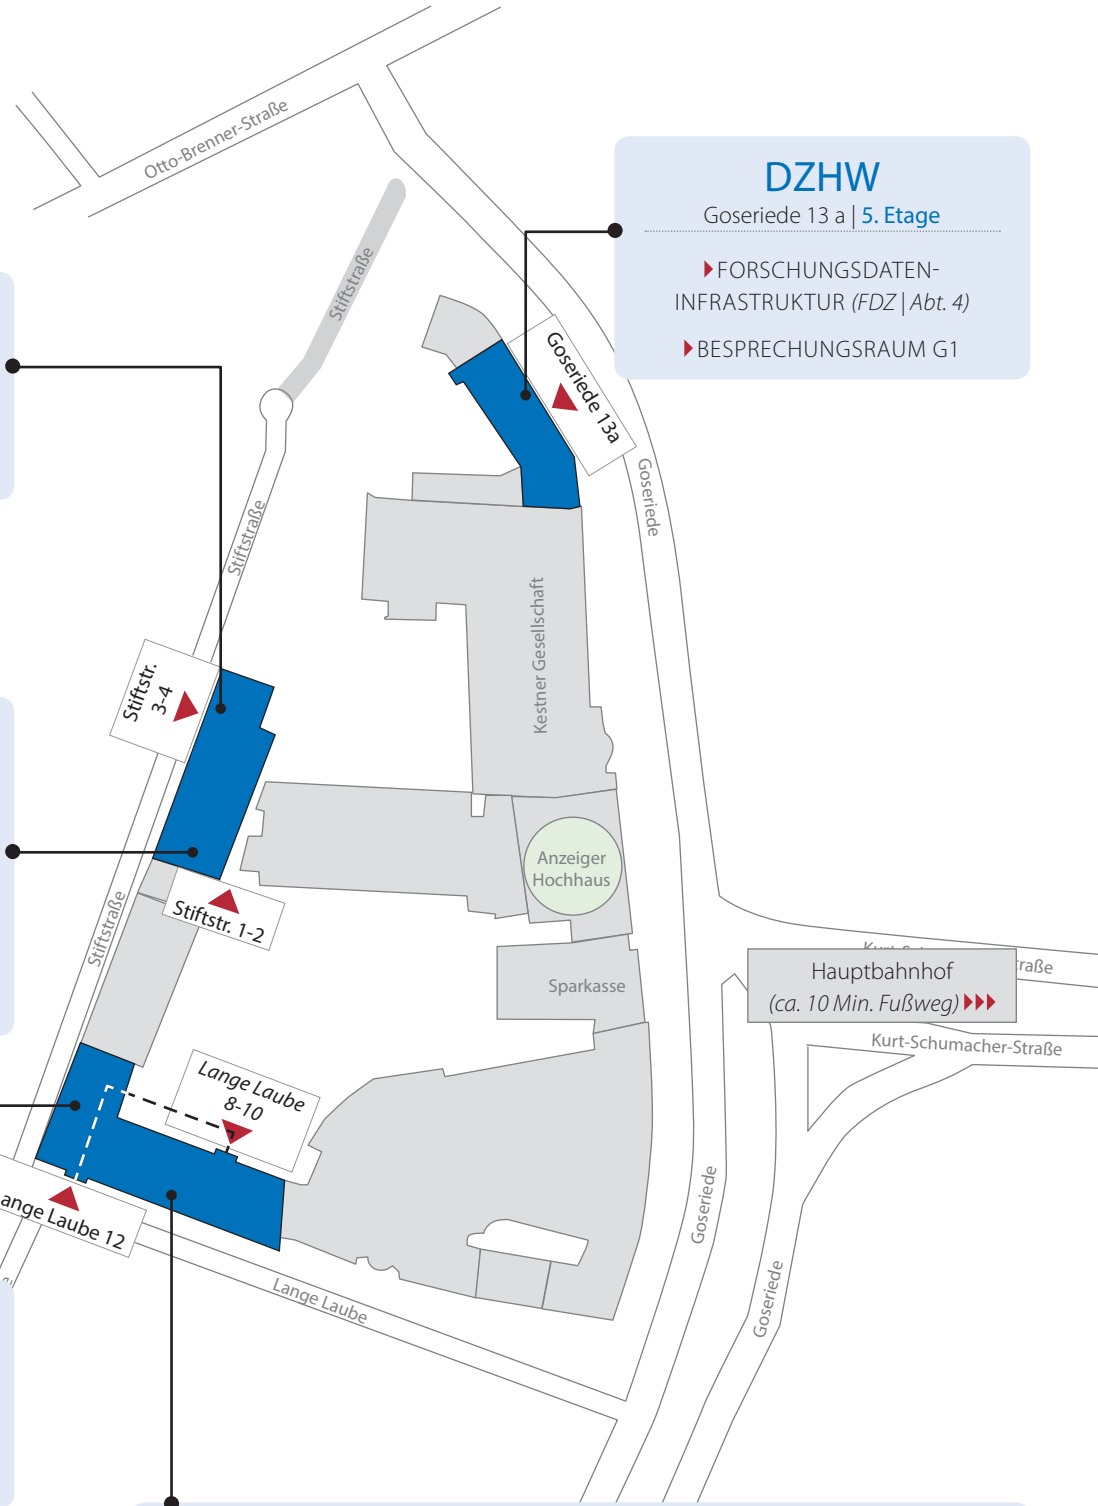 Otto-Brenner-Straße
DZHW
Goseriede 13 a | 5. Etage
FORSCHUNGSDATEN-
INFRASTRUKTUR (FDZ | Abt. 4)
BESPRECHUNGSRAUM G1
Stiftstraße
Goseriede 13a
Goseriede
Stiftstraße
Kestner Gesellschaft
Stiftstr.
3-4
Anzeiger
Hochhaus
Stiftstr. 1-2
Stiftstraße
Sparkasse
raße
Hauptbahnhof
(ca. 10 Min. Fußweg)
Kurt-Schumacher-Straße
Lange Laube
8-10
Goseriede
ange Laube 12
Lange Laube
Goseriede